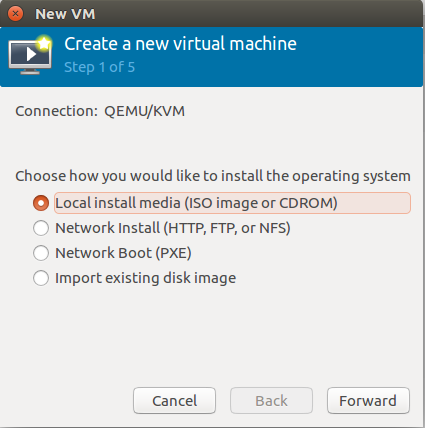 New VM
Create a new virtual machine
Step 1 of 5
Connection: QEMU/KVM
Choose how you would like to install the operating system
Local install media (ISO image or CDROM)
Network Install (HTTP, FTP, or NFS)
Network Boot (PXE)
Import existing disk image
Cancel Back Forward